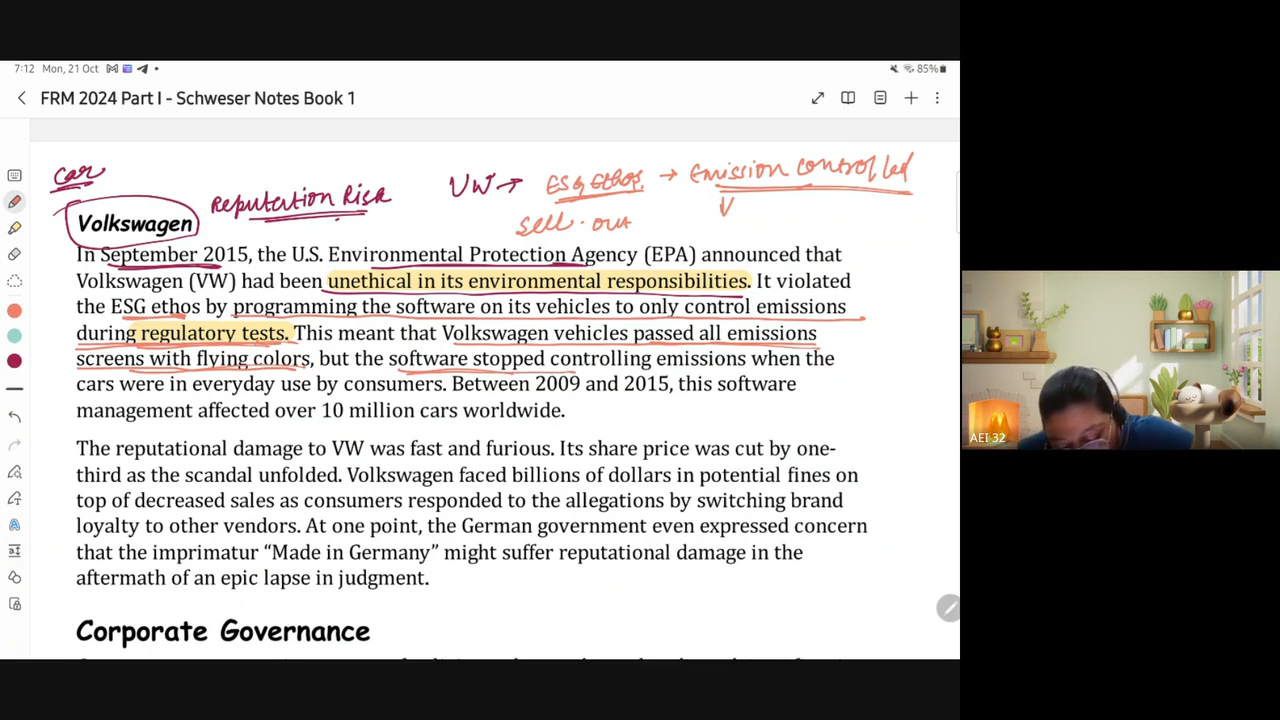 7:12 Mon, 21 Oct
85%
FRM 2024 Part I - Schweser Notes Book 1
car
Reputation Risk
VW → ESG Ethos → Emission controlled
sell out
Volkswagen
In September 2015, the U.S. Environmental Protection Agency (EPA) announced that
Volkswagen (VW) had been unethical in its environmental responsibilities. It violated
the ESG ethos by programming the software on its vehicles to only control emissions
during regulatory tests. This meant that Volkswagen vehicles passed all emissions
screens with flying colors, but the software stopped controlling emissions when the
cars were in everyday use by consumers. Between 2009 and 2015, this software
management affected over 10 million cars worldwide.
The reputational damage to VW was fast and furious. Its share price was cut by one-
third as the scandal unfolded. Volkswagen faced billions of dollars in potential fines on
top of decreased sales as consumers responded to the allegations by switching brand
loyalty to other vendors. At one point, the German government even expressed concern
that the imprimatur “Made in Germany” might suffer reputational damage in the
aftermath of an epic lapse in judgment.
Corporate Governance
AEI 32